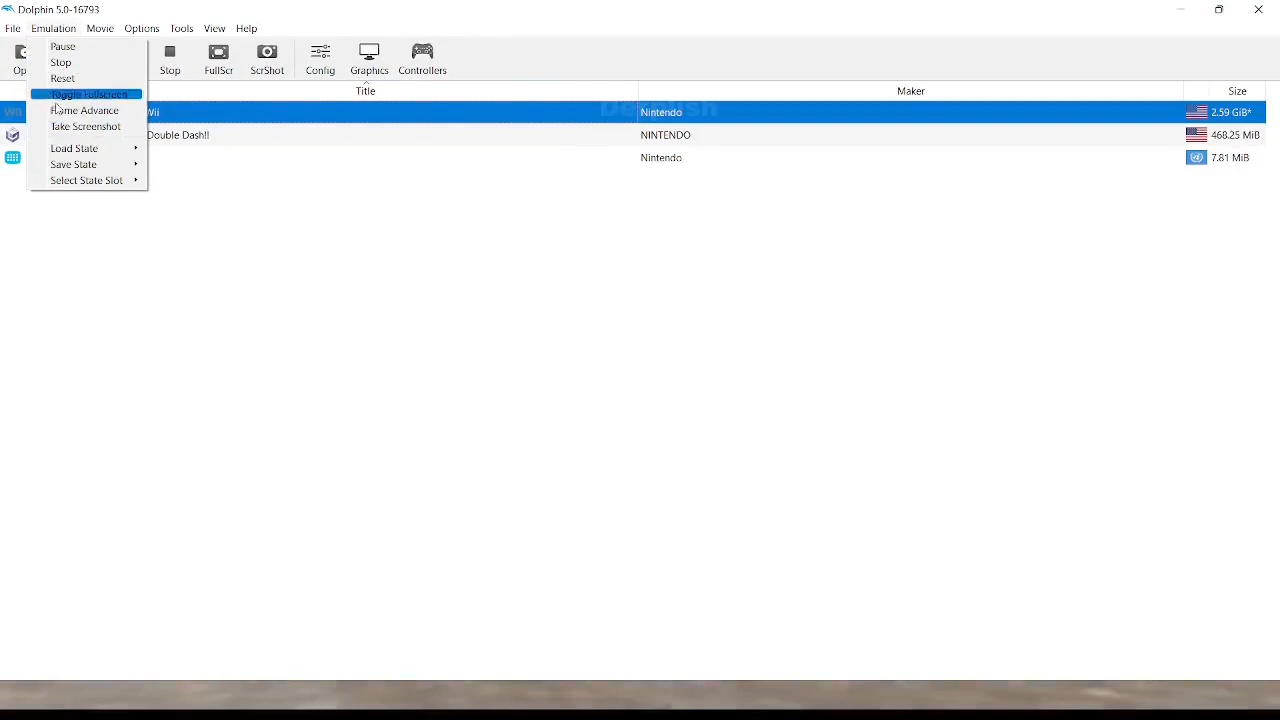 Dolphin 5.0-16793
File Emulation Movie Options Tools View Help
Pause
Stop
Reset
Toggle Fullscreen
Frame Advance
Take Screenshot
Load State
Save State
Select State Slot
Stop FullScr ScrShot Config Graphics Controllers
Title Maker Size
Wii Nintendo 2.59 GiB*
Double Dash!! NINTENDO 468.25 MiB
Nintendo 7.81 MiB